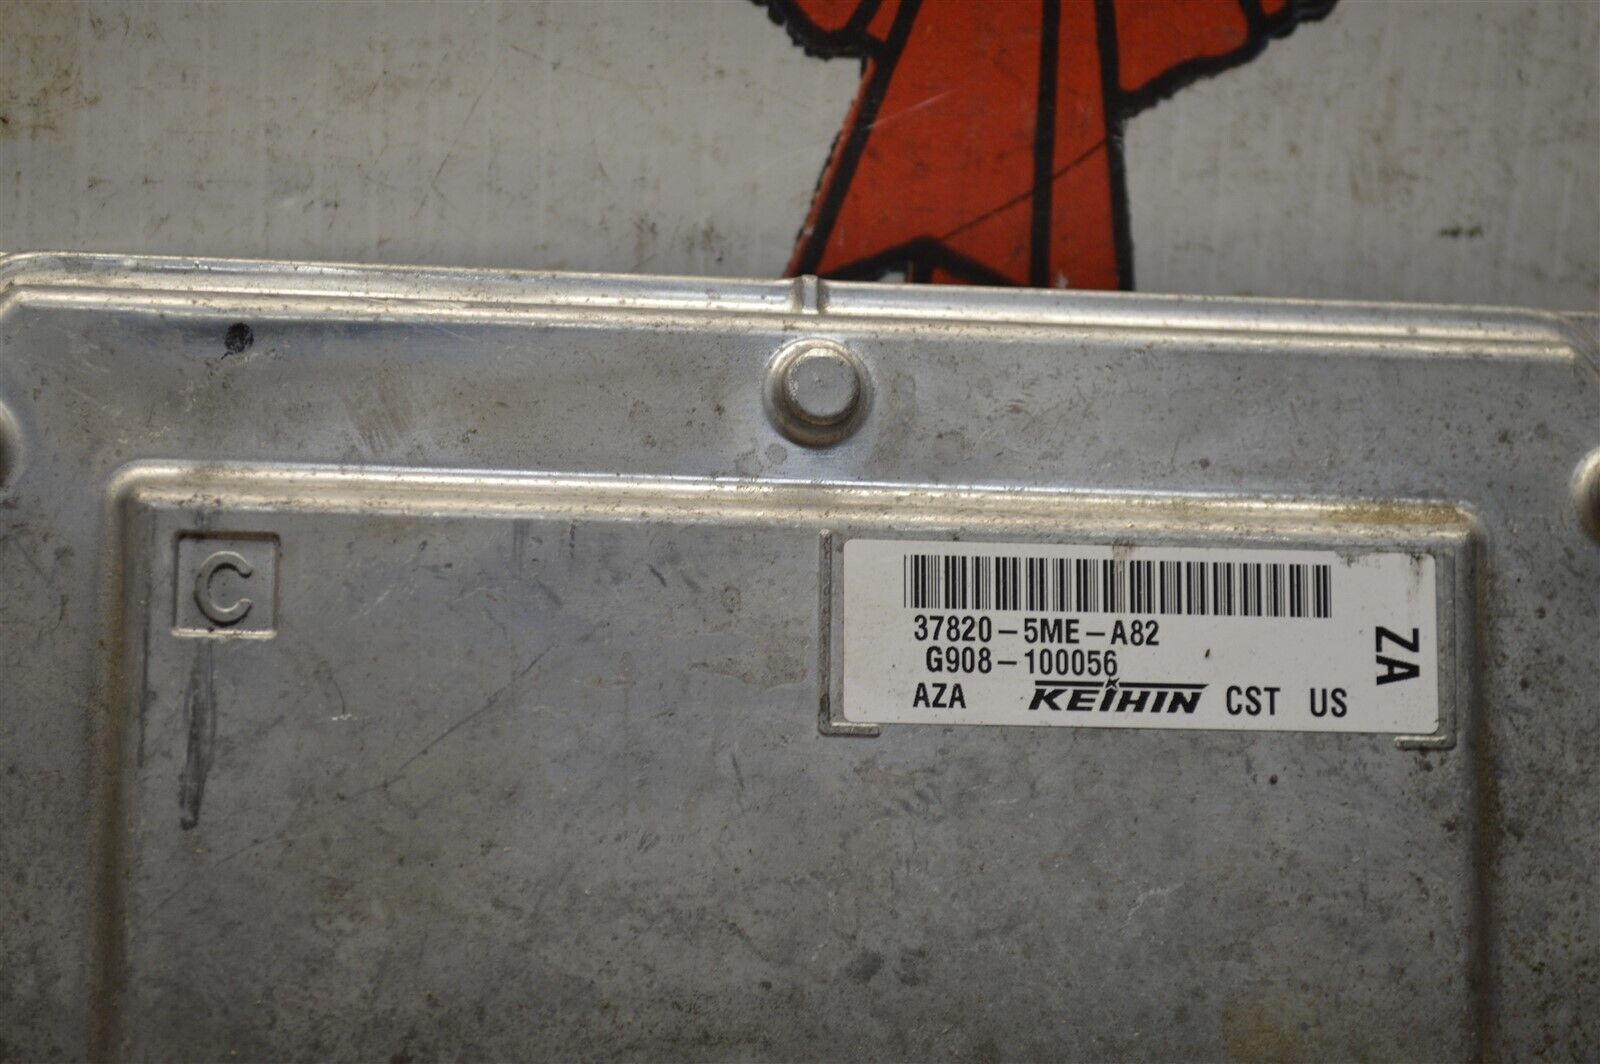 C
37820-5ME-A82
G908-100056
AZA KEIHIN CST US
ZA